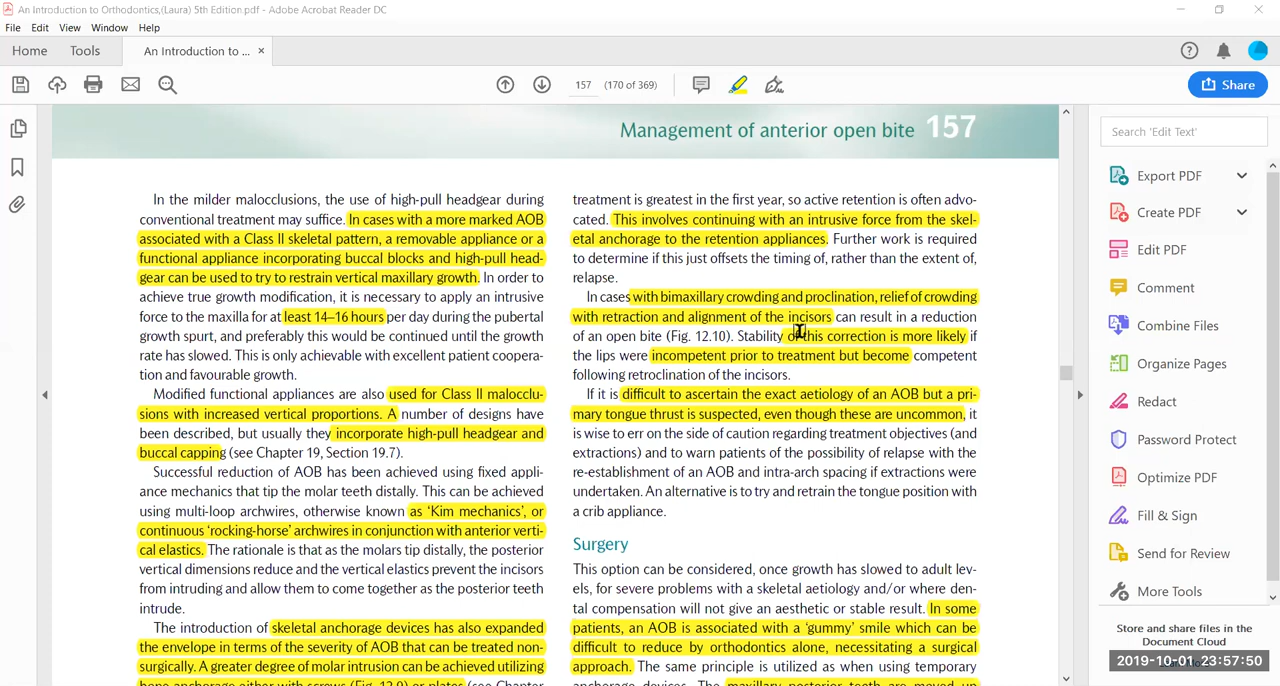 An Introduction to Orthodontics,(Laura) 5th Edition.pdf - Adobe Acrobat Reader DC
File Edit View Window Help
Home Tools An Introduction to ... ×
157 (170 of 369)
Share
Management of anterior open bite 157
In the milder malocclusions, the use of high-pull headgear during
conventional treatment may suffice. In cases with a more marked AOB
associated with a Class II skeletal pattern, a removable appliance or a
functional appliance incorporating buccal blocks and high-pull head-
gear can be used to try to restrain vertical maxillary growth. In order to
achieve true growth modification, it is necessary to apply an intrusive
force to the maxilla for at least 14–16 hours per day during the pubertal
growth spurt, and preferably this would be continued until the growth
rate has slowed. This is only achievable with excellent patient coopera-
tion and favourable growth.
Modified functional appliances are also used for Class II malocclu-
sions with increased vertical proportions. A number of designs have
been described, but usually they incorporate high-pull headgear and
buccal capping (see Chapter 19, Section 19.7).
Successful reduction of AOB has been achieved using fixed appli-
ance mechanics that tip the molar teeth distally. This can be achieved
using multi-loop archwires, otherwise known as ‘Kim mechanics’, or
continuous ‘rocking-horse’ archwires in conjunction with anterior verti-
cal elastics. The rationale is that as the molars tip distally, the posterior
vertical dimensions reduce and the vertical elastics prevent the incisors
from intruding and allow them to come together as the posterior teeth
intrude.
The introduction of skeletal anchorage devices has also expanded
the envelope in terms of the severity of AOB that can be treated non-
surgically. A greater degree of molar intrusion can be achieved utilizing
bone anchorage either with screws (Fig. 12.9) or plates (see Chapter
treatment is greatest in the first year, so active retention is often advo-
cated. This involves continuing with an intrusive force from the skel-
etal anchorage to the retention appliances. Further work is required
to determine if this just offsets the timing of, rather than the extent of,
relapse.
In cases with bimaxillary crowding and proclination, relief of crowding
with retraction and alignment of the incisors can result in a reduction
of an open bite (Fig. 12.10). Stability of this correction is more likely if
the lips were incompetent prior to treatment but become competent
following retroclination of the incisors.
If it is difficult to ascertain the exact aetiology of an AOB but a pri-
mary tongue thrust is suspected, even though these are uncommon, it
is wise to err on the side of caution regarding treatment objectives (and
extractions) and to warn patients of the possibility of relapse with the
re-establishment of an AOB and intra-arch spacing if extractions were
undertaken. An alternative is to try and retrain the tongue position with
a crib appliance.
Surgery
This option can be considered, once growth has slowed to adult lev-
els, for severe problems with a skeletal aetiology and/or where den-
tal compensation will not give an aesthetic or stable result. In some
patients, an AOB is associated with a ‘gummy’ smile which can be
difficult to reduce by orthodontics alone, necessitating a surgical
approach. The same principle is utilized as when using temporary
anchorage devices. The maxillary posterior teeth are moved up
Search 'Edit Text'
Export PDF
Create PDF
Edit PDF
Comment
Combine Files
Organize Pages
Redact
Password Protect
Optimize PDF
Fill & Sign
Send for Review
More Tools
Store and share files in the
Document Cloud
2019-10-01 23:57:50